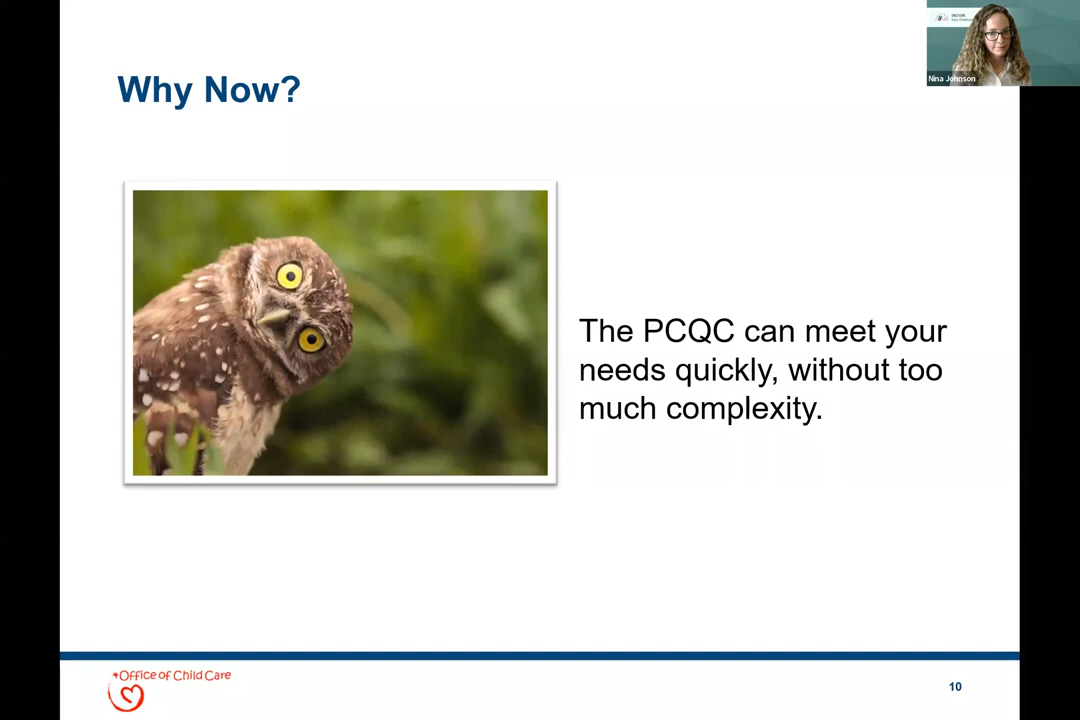 Nina Johnson
Why Now?
The PCQC can meet your
needs quickly, without too
much complexity.
Office of Child Care
10